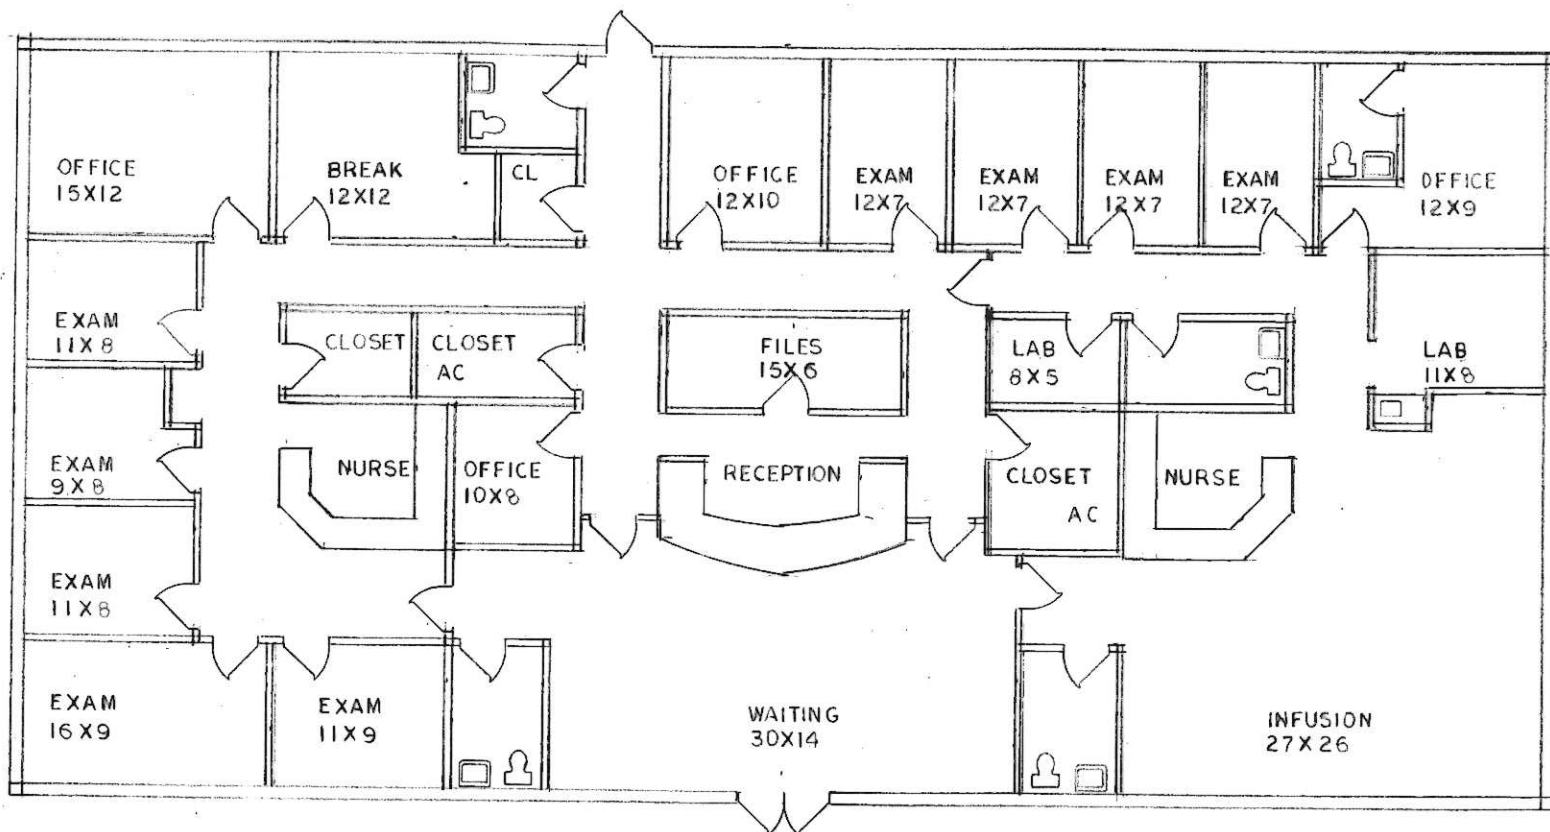 OFFICE
15X12
BREAK
12X12
CL
OFFICE
12X10
EXAM
12X7
EXAM
12X7
EXAM
12X7
EXAM
12X7
OFFICE
12X9
EXAM
11X8
CLOSET
CLOSET
AC
FILES
15X6
LAB
8X5
LAB
11X8
EXAM
9X8
NURSE
OFFICE
10X8
RECEPTION
CLOSET
AC
NURSE
EXAM
11X8
EXAM
16X9
EXAM
11X9
WAITING
30X14
INFUSION
27X26